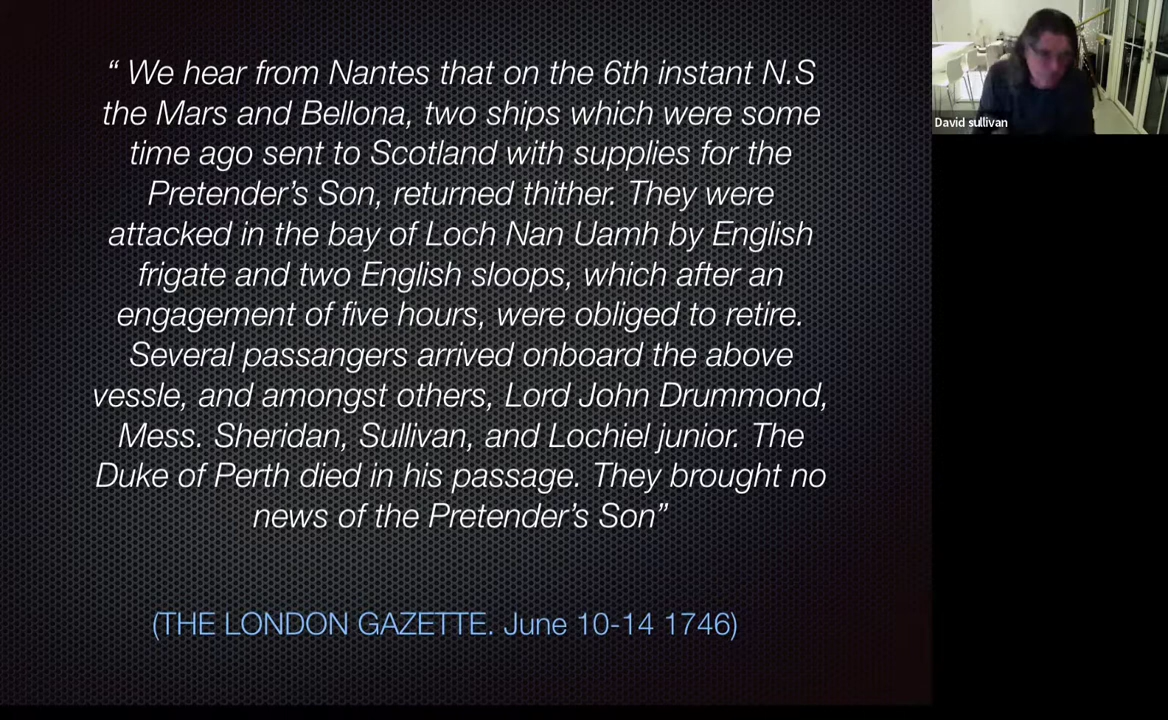 “ We hear from Nantes that on the 6th instant N.S
the Mars and Bellona, two ships which were some
time ago sent to Scotland with supplies for the
Pretender’s Son, returned thither. They were
attacked in the bay of Loch Nan Uamh by English
frigate and two English sloops, which after an
engagement of five hours, were obliged to retire.
Several passangers arrived onboard the above
vessle, and amongst others, Lord John Drummond,
Mess. Sheridan, Sullivan, and Lochiel junior. The
Duke of Perth died in his passage. They brought no
news of the Pretender’s Son”
(THE LONDON GAZETTE. June 10-14 1746)
David sullivan